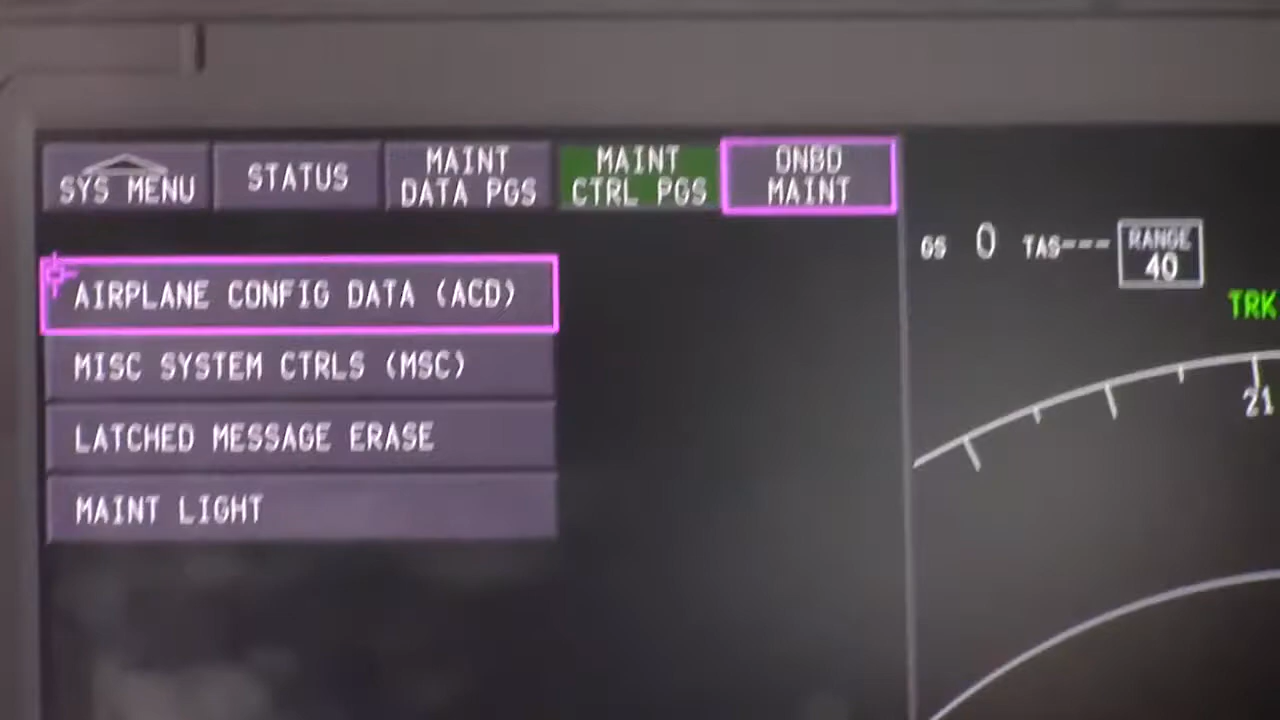 SYS MENU
STATUS
MAINT
DATA PGS
MAINT
CTRL PGS
ONBD
MAINT
GS 0 TAS---
RANGE
40
AIRPLANE CONFIG DATA (ACD)
TRK
MISC SYSTEM CTRLS (MSC)
21
LATCHED MESSAGE ERASE
MAINT LIGHT